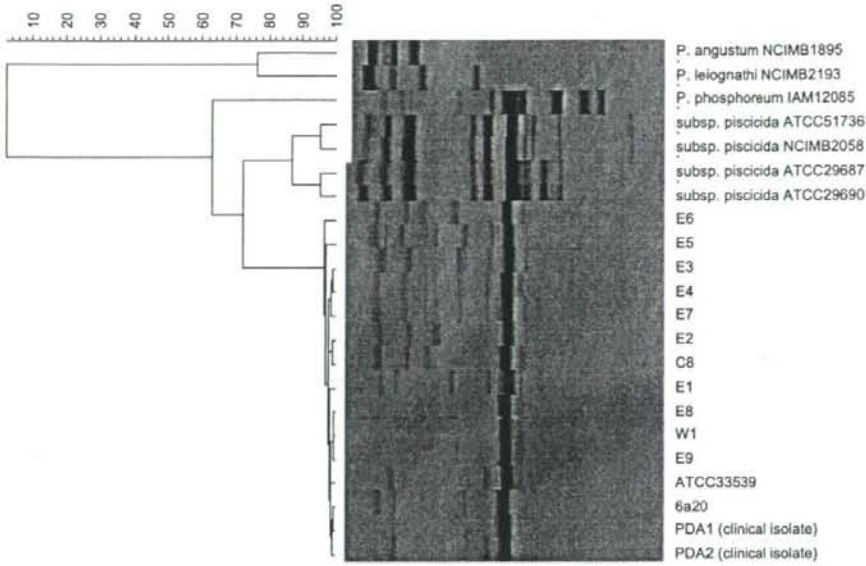 10 20 30 40 50 60 70 80 90 100
P. angustum NCIMB1895
P. leiognathi NCIMB2193
P. phosphoreum IAM12085
subsp. piscicida ATCC51736
subsp. piscicida NCIMB2058
subsp. piscicida ATCC29687
subsp. piscicida ATCC29690
E6
E5
E3
E4
E7
E2
C8
E1
E8
W1
E9
ATCC33539
6a20
PDA1 (clinical isolate)
PDA2 (clinical isolate)